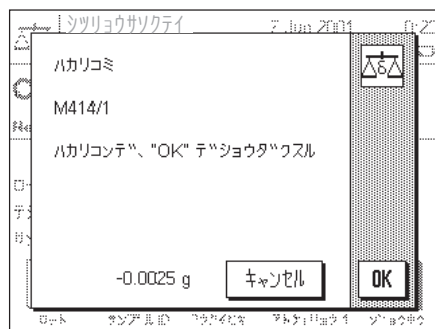 シツリョウサソクテイ 7.Jun 2001
ハカリコミ
M414/1
ハカリコンデ、"OK" デショウダクスル
-0.0025 g キャンセル OK